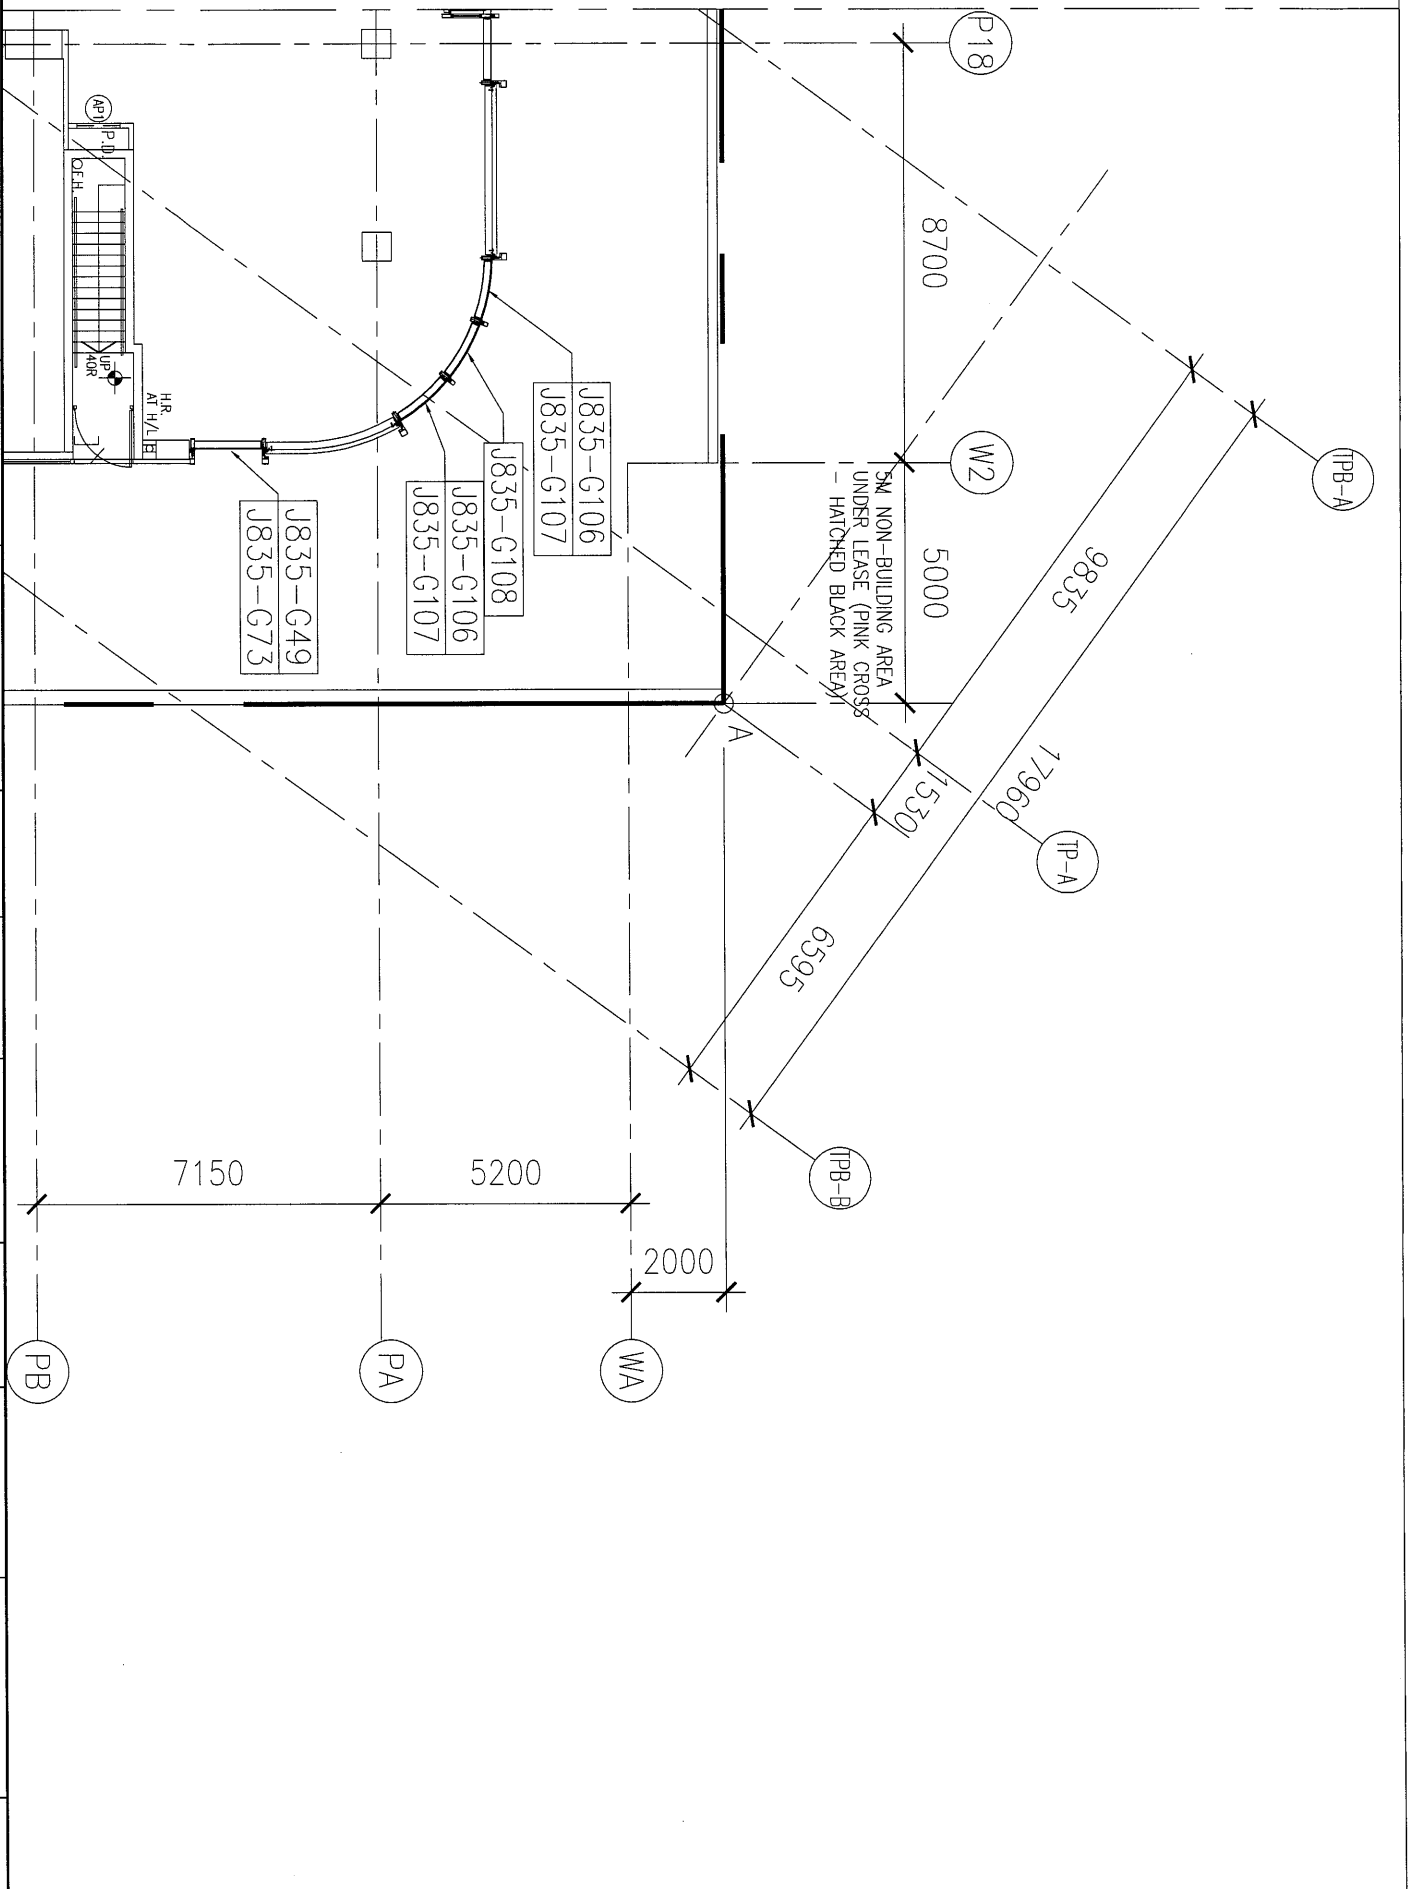 P18
8700
W2
5000
5M NON-BUILDING AREA
UNDER LEASE (PINK CROSS
- HATCHED BLACK AREA)
TPB-A
9835
17960
1530
6595
TP-A
TPB-B
A
AP1
P.D.
F.H.
UP
40R
H.R
AT H/L
J835-G106
J835-G107
J835-G108
J835-G106
J835-G107
J835-G49
J835-G73
7150
5200
2000
PB
PA
WA